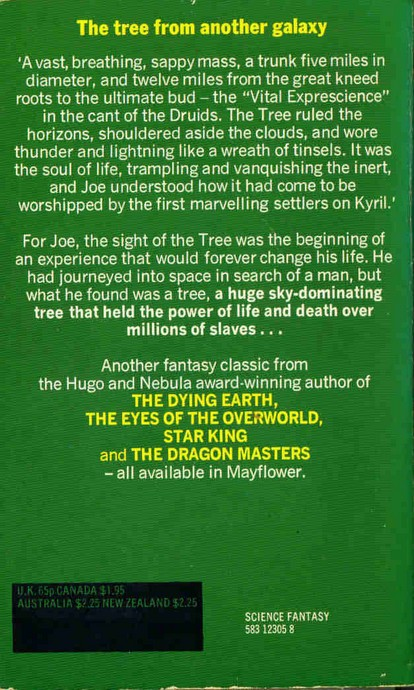 The tree from another galaxy
‘A vast, breathing, sappy mass, a trunk five miles in
diameter, and twelve miles from the great kneed
roots to the ultimate bud – the “Vital Exprescience”
in the cant of the Druids. The Tree ruled the
horizons, shouldered aside the clouds, and wore
thunder and lightning like a wreath of tinsels. It was
the soul of life, trampling and vanquishing the inert,
and Joe understood how it had come to be
worshipped by the first marvelling settlers on Kyril.’
For Joe, the sight of the Tree was the beginning of
an experience that would forever change his life. He
had journeyed into space in search of a man, but
what he found was a tree, a huge sky-dominating
tree that held the power of life and death over
millions of slaves . . .
Another fantasy classic from
the Hugo and Nebula award-winning author of
THE DYING EARTH,
THE EYES OF THE OVERWORLD,
STAR KING
and THE DRAGON MASTERS
– all available in Mayflower.
U.K. 65p CANADA $1.95
AUSTRALIA $2.25 NEW ZEALAND $2.25
SCIENCE FANTASY
583 12305 8